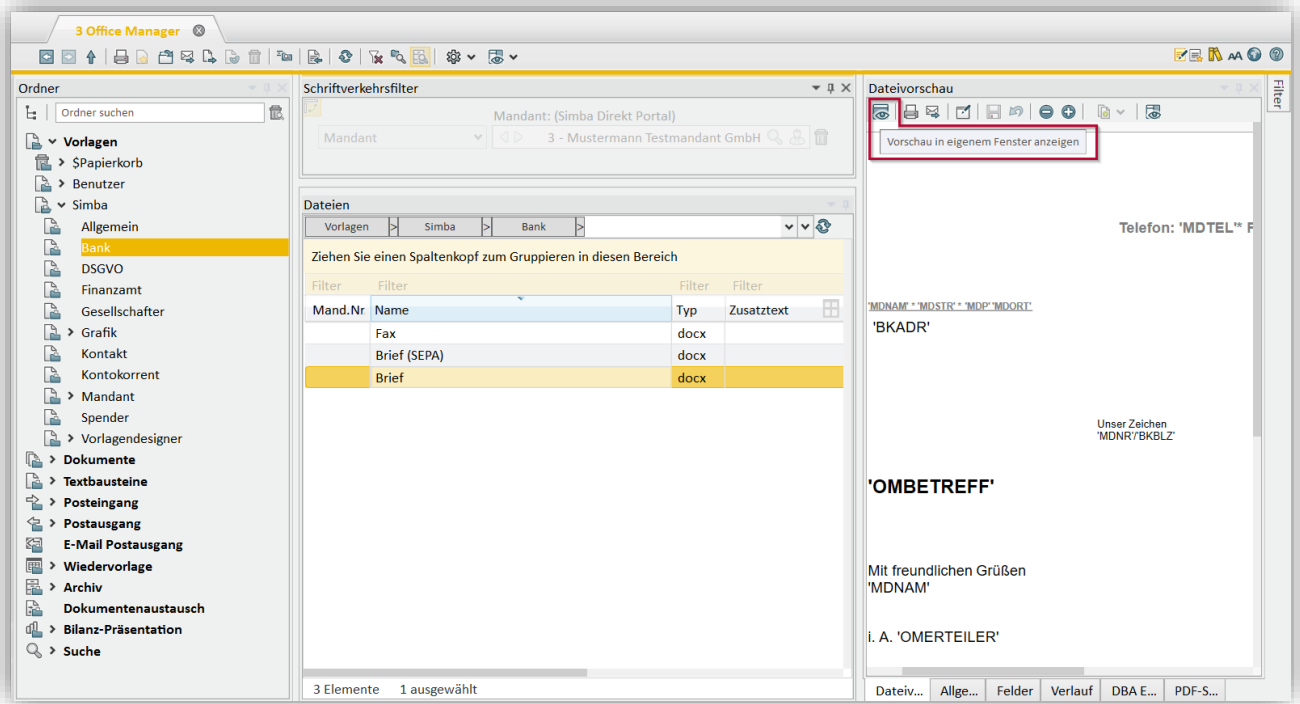 3 Office Manager
AA
Ordner
Ordner suchen
Vorlagen
$Papierkorb
Benutzer
Simba
Allgemein
Bank
DSGVO
Finanzamt
Gesellschafter
Grafik
Kontakt
Kontokorrent
Mandant
Spender
Vorlagendesigner
Dokumente
Textbausteine
Posteingang
Postausgang
E-Mail Postausgang
Wiedervorlage
Archiv
Dokumentenaustausch
Bilanz-Präsentation
Suche
Schriftverkehrsfilter
Mandant: (Simba Direkt Portal)
Mandant 3 - Mustermann Testmandant GmbH
Dateien
Vorlagen > Simba > Bank >
Ziehen Sie einen Spaltenkopf zum Gruppieren in diesen Bereich
Filter Filter Filter Filter
Mand.Nr Name Typ Zusatztext
Fax docx
Brief (SEPA) docx
Brief docx
3 Elemente 1 ausgewählt
Dateivorschau
Vorschau in eigenem Fenster anzeigen
Telefon: 'MDTEL'* F
'MDNAM' * 'MDSTR' * 'MDP' 'MDORT'
'BKADR'
Unser Zeichen
'MDNR'/'BKBLZ'
'OMBETREFF'
Mit freundlichen Grüßen
'MDNAM'
i. A. 'OMERTEILER'
Dateiv... Allge... Felder Verlauf DBA E... PDF-S...
Filter